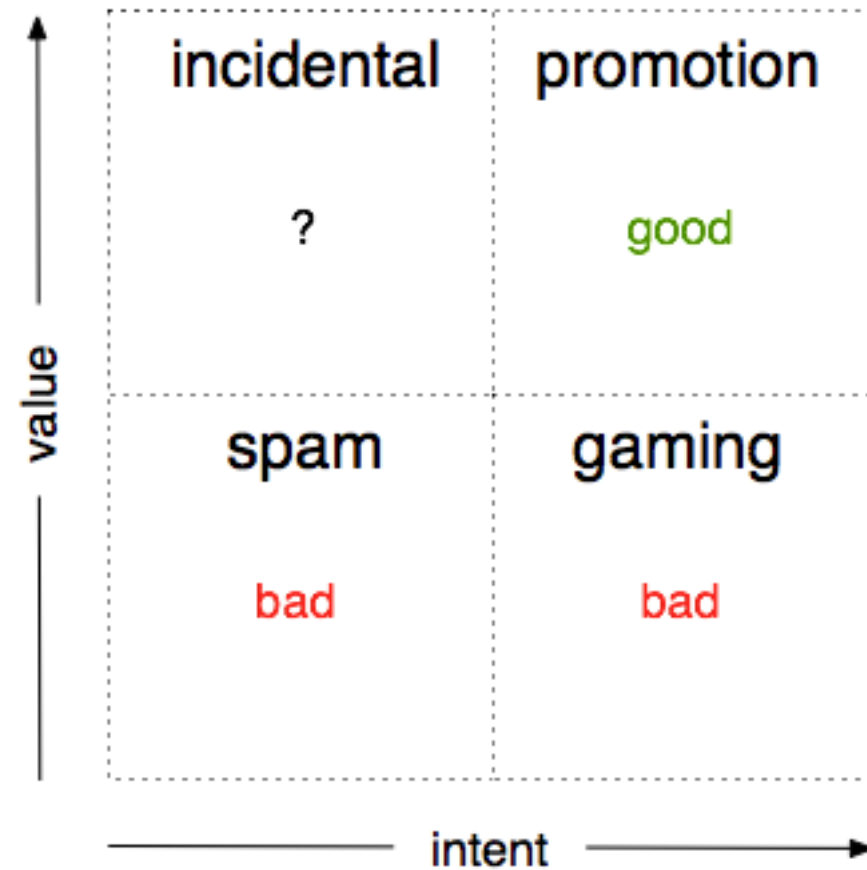 incidental
promotion
?
good
value
spam
gaming
bad
bad
intent